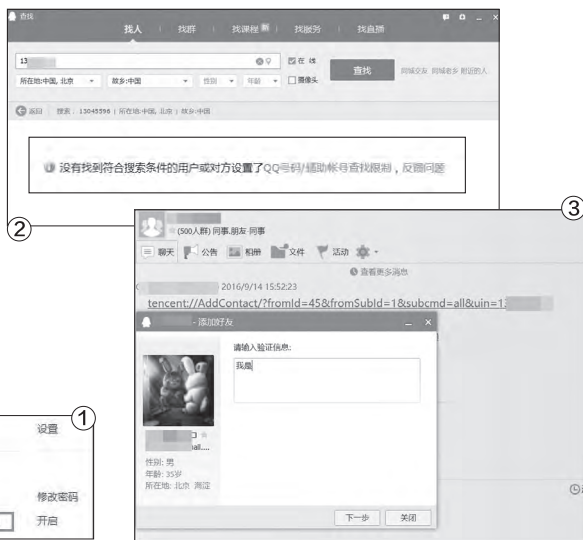 查找
找人 找群 找课程 新 找服务 找直播
13
在线
所在地:中国, 北京 故乡:中国 性别 年龄 摄像头 查找 同城交友 同城老乡 附近的人
返回 搜索: 13045596 | 所在地:中国, 北京 | 故乡:中国
没有找到符合搜索条件的用户或对方设置了QQ号码/辅助帐号查找限制，反馈问题
②
③
(500人群) 同事.朋友-同事
聊天 公告 相册 文件 活动
查看更多消息
2016/9/14 15:52:23
tencent://AddContact/?fromId=45&fromSubId=1&subcmd=all&uin=1
- 添加好友
请输入验证信息:
我是
ail....
性别: 男
年龄: 35岁
所在地: 北京 海淀
下一步 关闭
①
设置
修改密码
开启